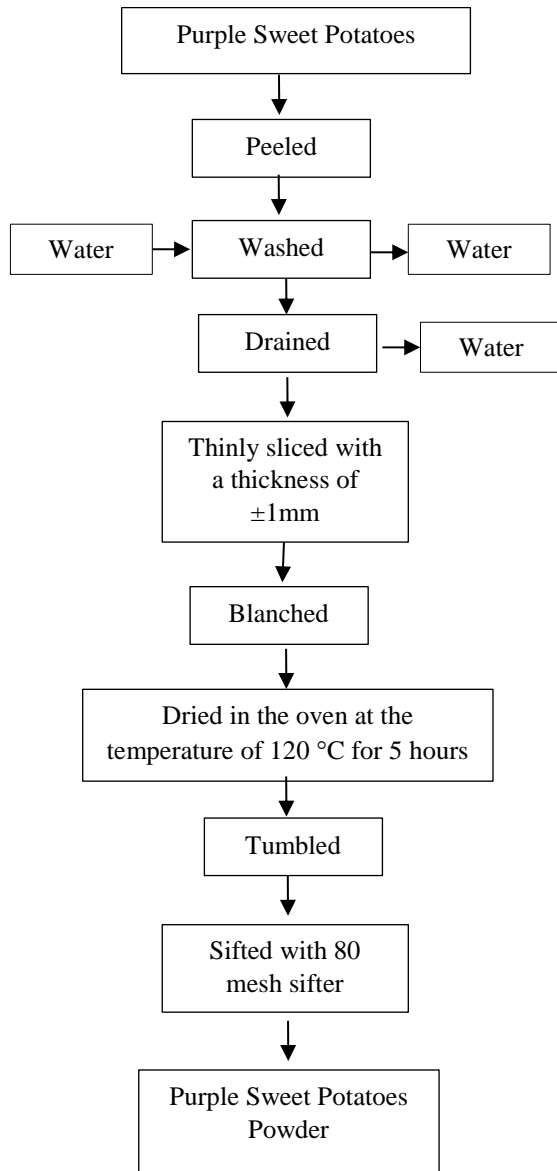 Purple Sweet Potatoes
Peeled
Water
Washed
Water
Drained
Water
Thinly sliced with
a thickness of
±1mm
Blanched
Dried in the oven at the
temperature of 120 °C for 5 hours
Tumbled
Sifted with 80
mesh sifter
Purple Sweet Potatoes
Powder